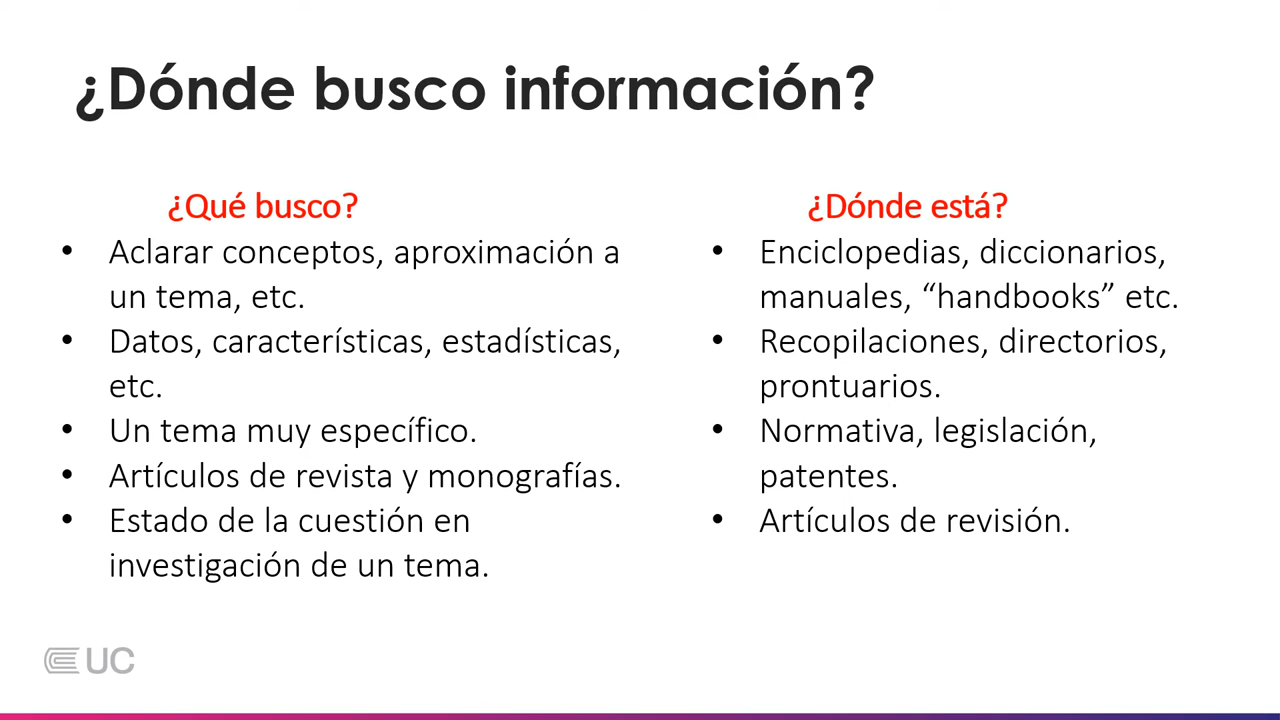 ¿Dónde busco información?
¿Qué busco?
• Aclarar conceptos, aproximación a
un tema, etc.
• Datos, características, estadísticas,
etc.
• Un tema muy específico.
• Artículos de revista y monografías.
• Estado de la cuestión en
investigación de un tema.
¿Dónde está?
• Enciclopedias, diccionarios,
manuales, “handbooks” etc.
• Recopilaciones, directorios,
prontuarios.
• Normativa, legislación,
patentes.
• Artículos de revisión.
UC